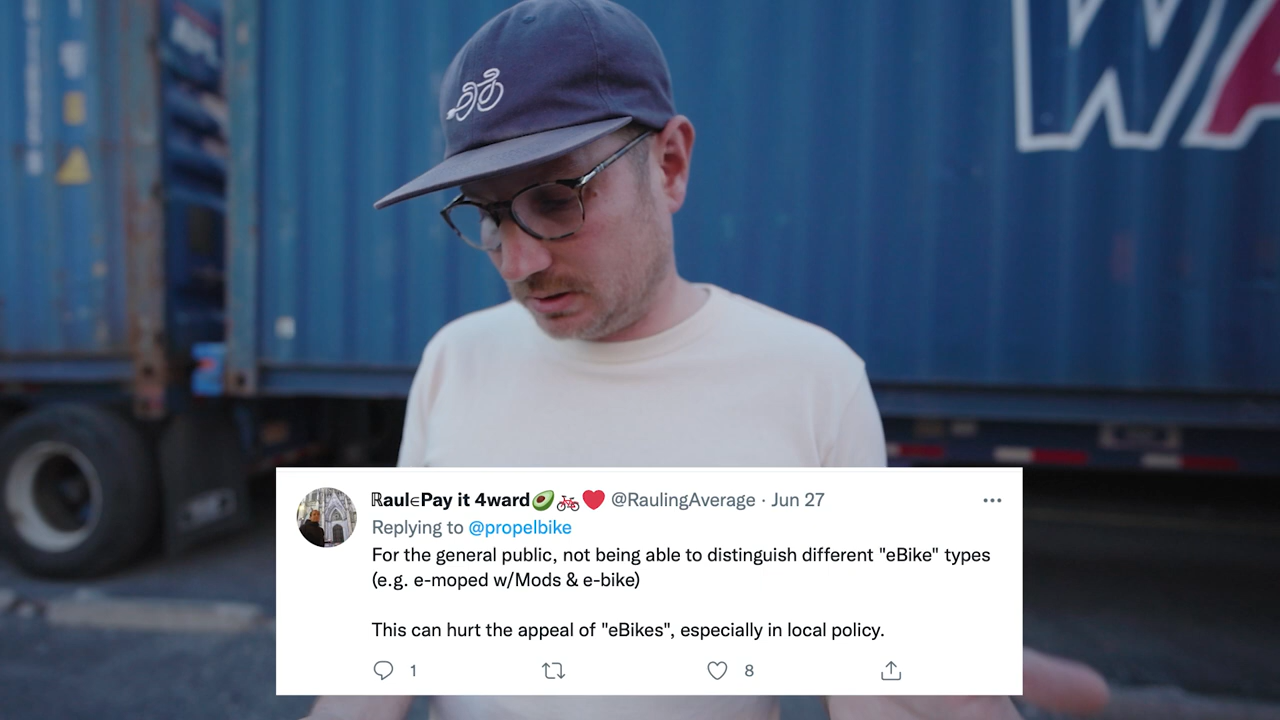 WA
ℝaul∊Pay it 4ward🥑🚲❤️ @RaulingAverage · Jun 27
Replying to @propelbike
For the general public, not being able to distinguish different "eBike" types
(e.g. e-moped w/Mods & e-bike)
This can hurt the appeal of "eBikes", especially in local policy.
1
8